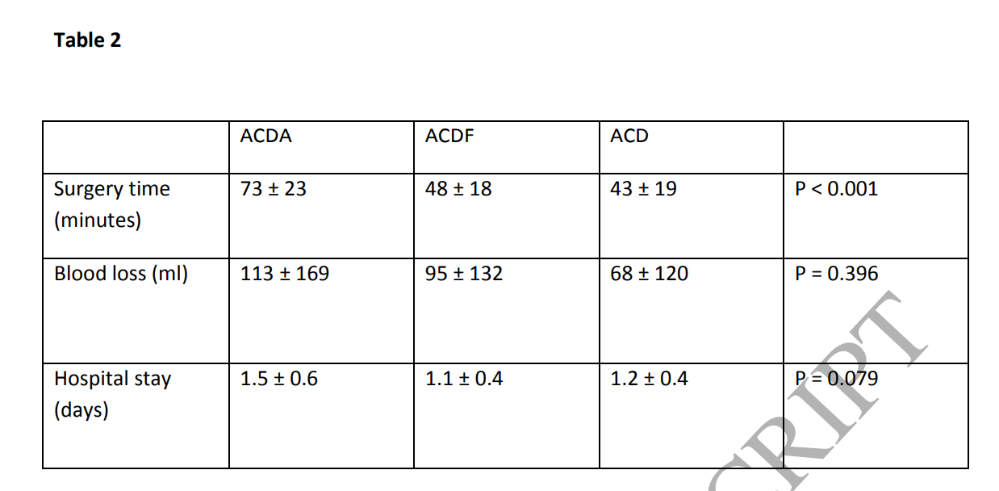 Table 2
ACDA ACDF ACD
Surgery time (minutes) 73 ± 23 48 ± 18 43 ± 19 P < 0.001
Blood loss (ml) 113 ± 169 95 ± 132 68 ± 120 P = 0.396
Hospital stay (days) 1.5 ± 0.6 1.1 ± 0.4 1.2 ± 0.4 P = 0.079
CRIPT